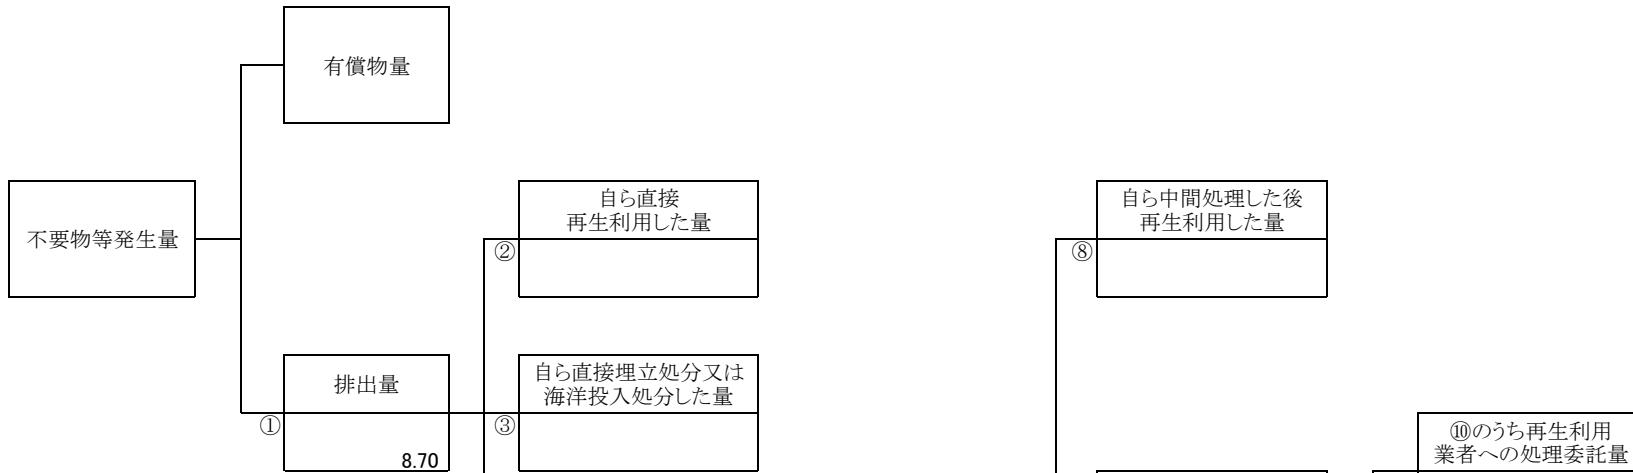 有償物量
不要物等発生量
自ら直接
再生利用した量
②
自ら中間処理した後
再生利用した量
⑧
排出量
①
8.70
自ら直接埋立処分又は
海洋投入処分した量
③
⑩のうち再生利用
業者への処理委託量